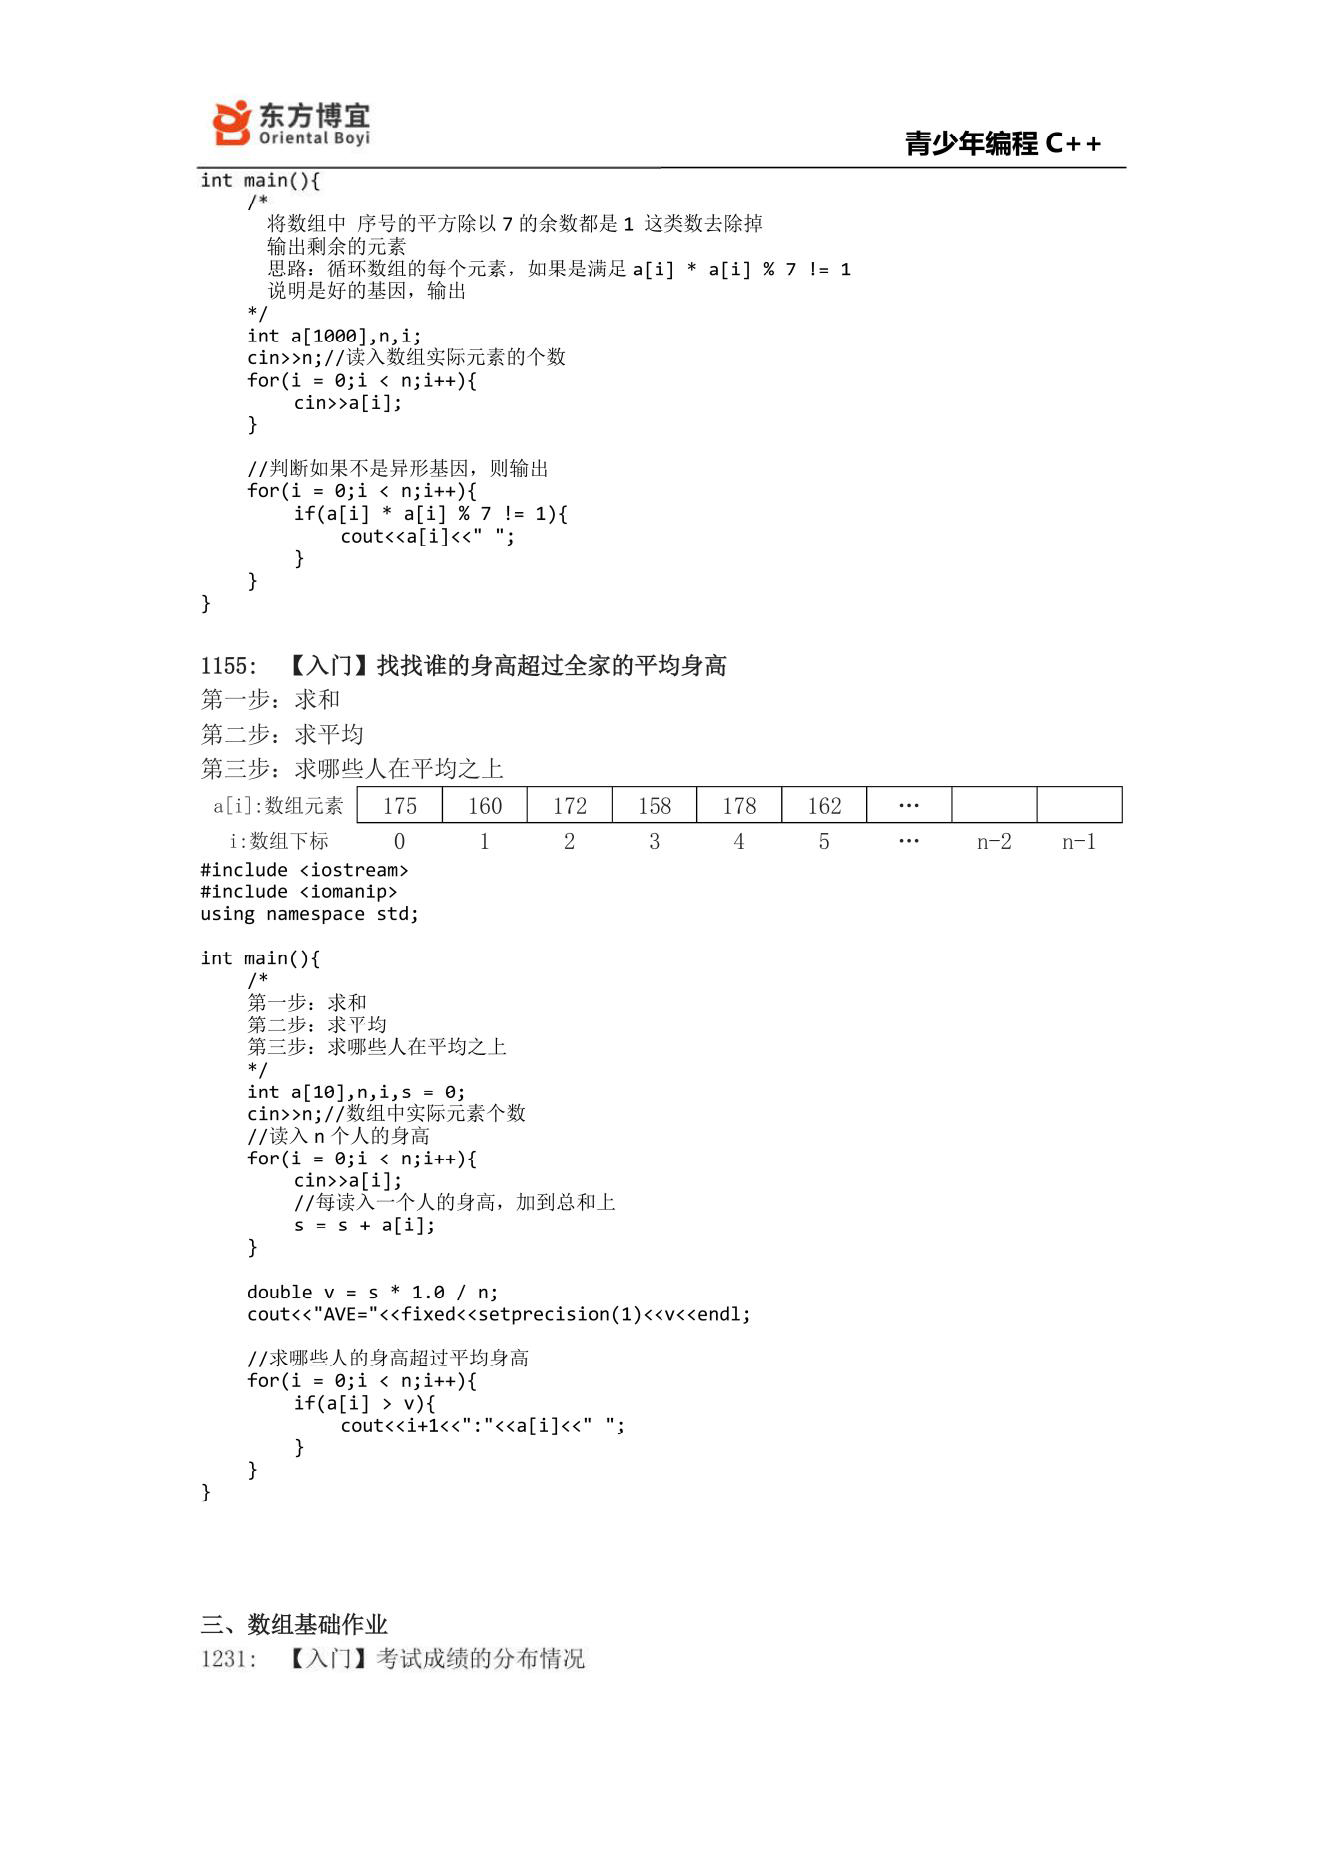 东方博宜
Oriental Boyi
青少年编程 C++
int main(){
    /*
      将数组中 序号的平方除以 7 的余数都是 1 这类数去除掉
      输出剩余的元素
      思路：循环数组的每个元素，如果是满足 a[i] * a[i] % 7 != 1
      说明是好的基因，输出
    */
    int a[1000],n,i;
    cin>>n;//读入数组实际元素的个数
    for(i = 0;i < n;i++){
        cin>>a[i];
    }

    //判断如果不是异形基因，则输出
    for(i = 0;i < n;i++){
        if(a[i] * a[i] % 7 != 1){
            cout<<a[i]<<" ";
        }
    }
}

1155: 【入门】找找谁的身高超过全家的平均身高
第一步：求和
第二步：求平均
第三步：求哪些人在平均之上
a[i]:数组元素 175 160 172 158 178 162 …
i:数组下标 0 1 2 3 4 5 … n-2 n-1
#include <iostream>
#include <iomanip>
using namespace std;

int main(){
    /*
    第一步：求和
    第二步：求平均
    第三步：求哪些人在平均之上
    */
    int a[10],n,i,s = 0;
    cin>>n;//数组中实际元素个数
    //读入 n 个人的身高
    for(i = 0;i < n;i++){
        cin>>a[i];
        //每读入一个人的身高，加到总和上
        s = s + a[i];
    }

    double v = s * 1.0 / n;
    cout<<"AVE="<<fixed<<setprecision(1)<<v<<endl;

    //求哪些人的身高超过平均身高
    for(i = 0;i < n;i++){
        if(a[i] > v){
            cout<<i+1<<":"<<a[i]<<" ";
        }
    }
}

三、数组基础作业
1231: 【入门】考试成绩的分布情况